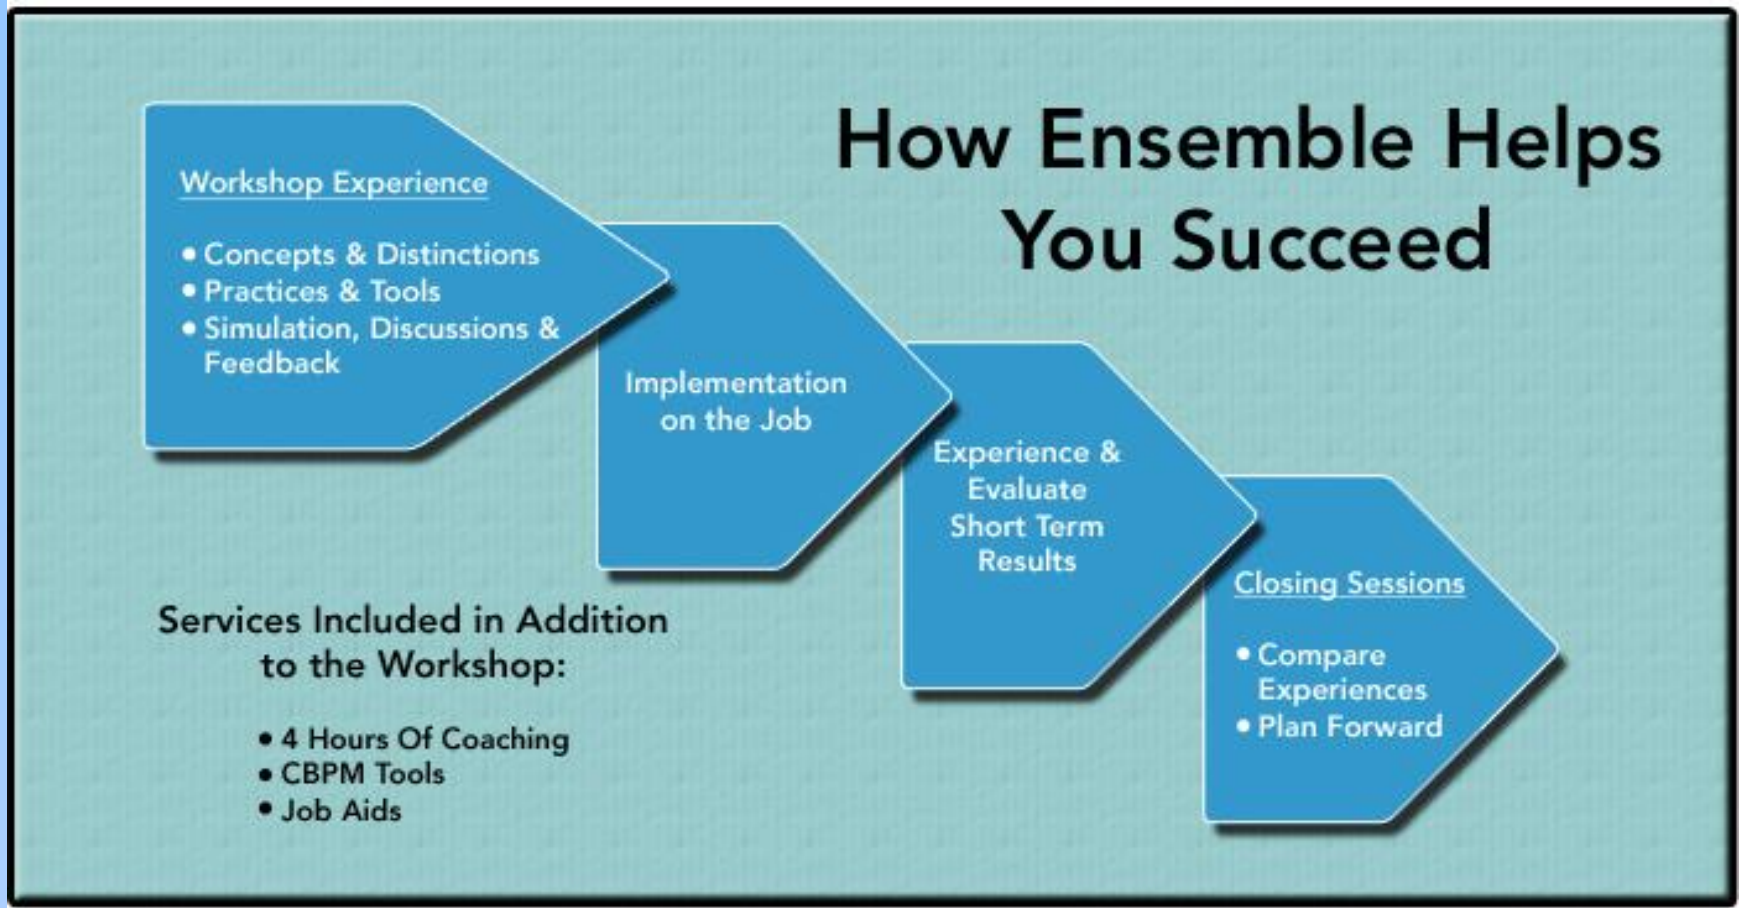 How Ensemble Helps
You Succeed
Workshop Experience
• Concepts & Distinctions
• Practices & Tools
• Simulation, Discussions &
Feedback
Implementation
on the Job
Experience &
Evaluate
Short Term
Results
Closing Sessions
• Compare
Experiences
• Plan Forward
Services Included in Addition
to the Workshop:
• 4 Hours Of Coaching
• CBPM Tools
• Job Aids